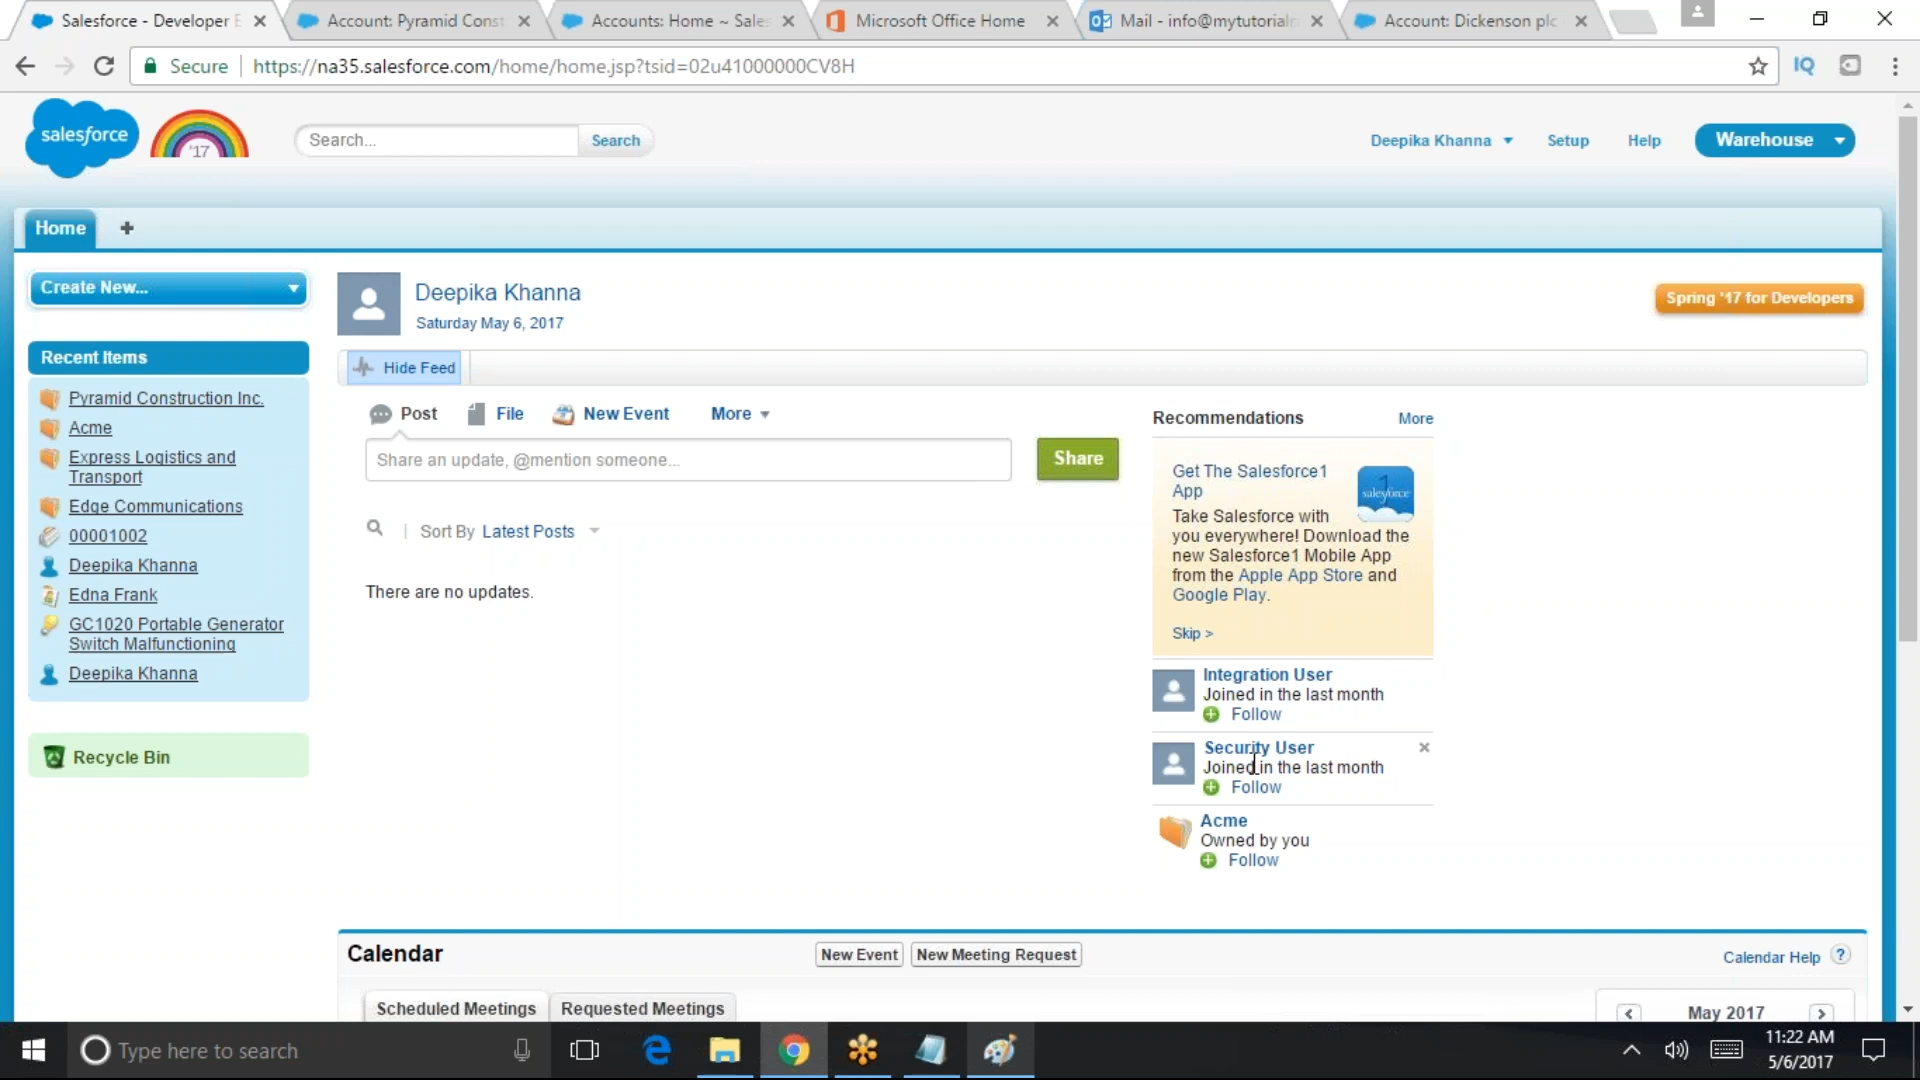 Salesforce - Developer E
Account: Pyramid Const
Accounts: Home ~ Sales
Microsoft Office Home
Mail - info@mytutorial
Account: Dickenson plc
Secure
https://na35.salesforce.com/home/home.jsp?tsid=02u41000000CV8H
IQ
salesforce
'17
Search...
Search
Deepika Khanna
Setup
Help
Warehouse
Home
+
Create New...
Deepika Khanna
Saturday May 6, 2017
Spring '17 for Developers
Recent Items
Pyramid Construction Inc.
Acme
Express Logistics and
Transport
Edge Communications
00001002
Deepika Khanna
Edna Frank
GC1020 Portable Generator
Switch Malfunctioning
Deepika Khanna
Recycle Bin
Hide Feed
Post
File
New Event
More
Share an update, @mention someone...
Share
Sort By Latest Posts
There are no updates.
Recommendations
More
Get The Salesforce1
App
salesforce
1
Take Salesforce with
you everywhere! Download the
new Salesforce1 Mobile App
from the Apple App Store and
Google Play.
Skip >
Integration User
Joined in the last month
Follow
Security User
Joined in the last month
Follow
Acme
Owned by you
Follow
Calendar
New Event
New Meeting Request
Calendar Help
?
Scheduled Meetings
Requested Meetings
May 2017
Type here to search
11:22 AM
5/6/2017